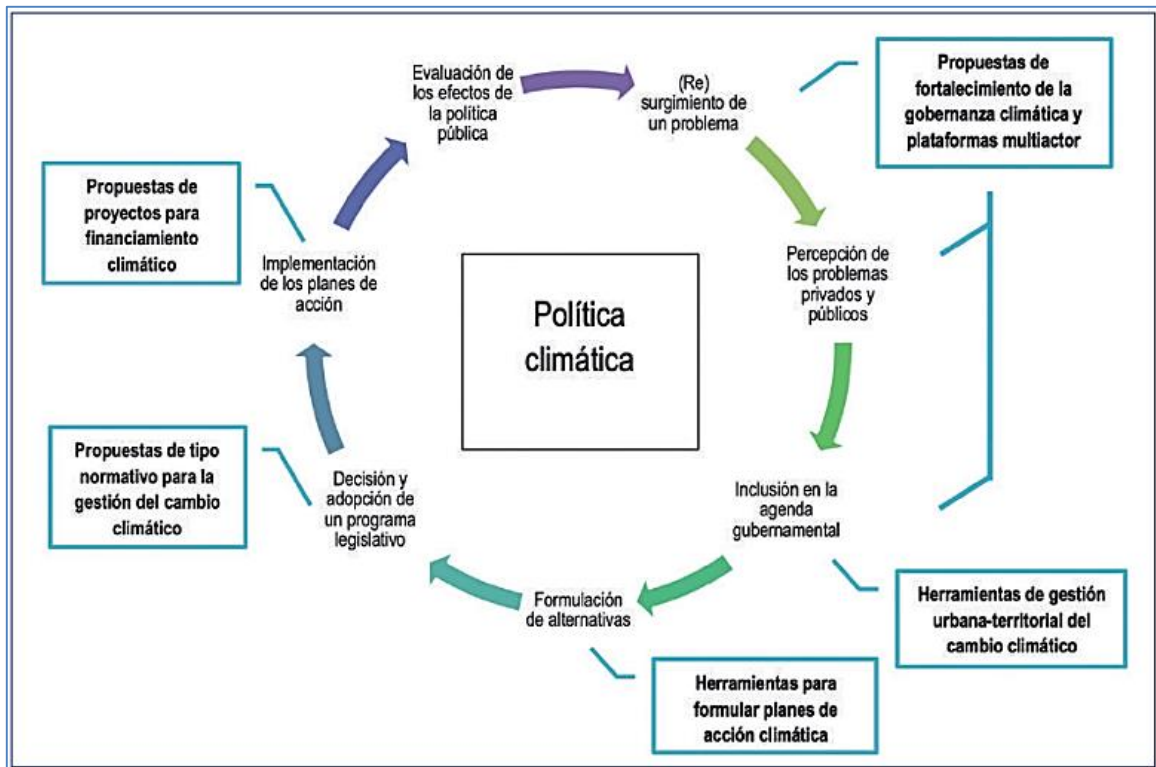 Evaluación de
los efectos de
la política
pública
(Re)
surgimiento de
un problema
Propuestas de
fortalecimiento de la
gobernanza climática y
plataformas multiactor
Propuestas de
proyectos para
financiamiento
climático
Implementación
de los planes de
acción
Política
climática
Percepción de
los problemas
privados y
públicos
Propuestas de tipo
normativo para la
gestión del cambio
climático
Decisión y
adopción de
un programa
legislativo
Inclusión en la
agenda
gubernamental
Formulación
de alternativas
Herramientas de gestión
urbana-territorial del
cambio climático
Herramientas para
formular planes de
acción climática